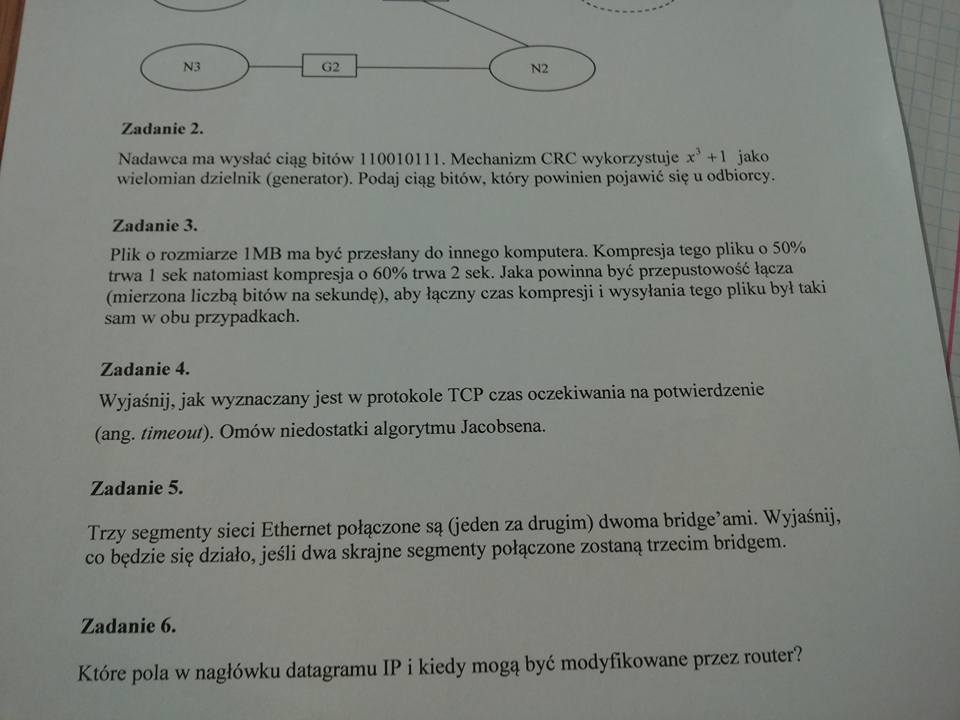 N3
G2
N2
Zadanie 2.
Nadawca ma wysłać ciąg bitów 110010111. Mechanizm CRC wykorzystuje x³ +1 jako
wielomian dzielnik (generator). Podaj ciąg bitów, który powinien pojawić się u odbiorcy.
Zadanie 3.
Plik o rozmiarze 1MB ma być przesłany do innego komputera. Kompresja tego pliku o 50%
trwa 1 sek natomiast kompresja o 60% trwa 2 sek. Jaka powinna być przepustowość łącza
(mierzona liczbą bitów na sekundę), aby łączny czas kompresji i wysyłania tego pliku był taki
sam w obu przypadkach.
Zadanie 4.
Wyjaśnij, jak wyznaczany jest w protokole TCP czas oczekiwania na potwierdzenie
(ang. timeout). Omów niedostatki algorytmu Jacobsena.
Zadanie 5.
Trzy segmenty sieci Ethernet połączone są (jeden za drugim) dwoma bridge'ami. Wyjaśnij,
co będzie się działo, jeśli dwa skrajne segmenty połączone zostaną trzecim bridgem.
Zadanie 6.
Które pola w nagłówku datagramu IP i kiedy mogą być modyfikowane przez router?